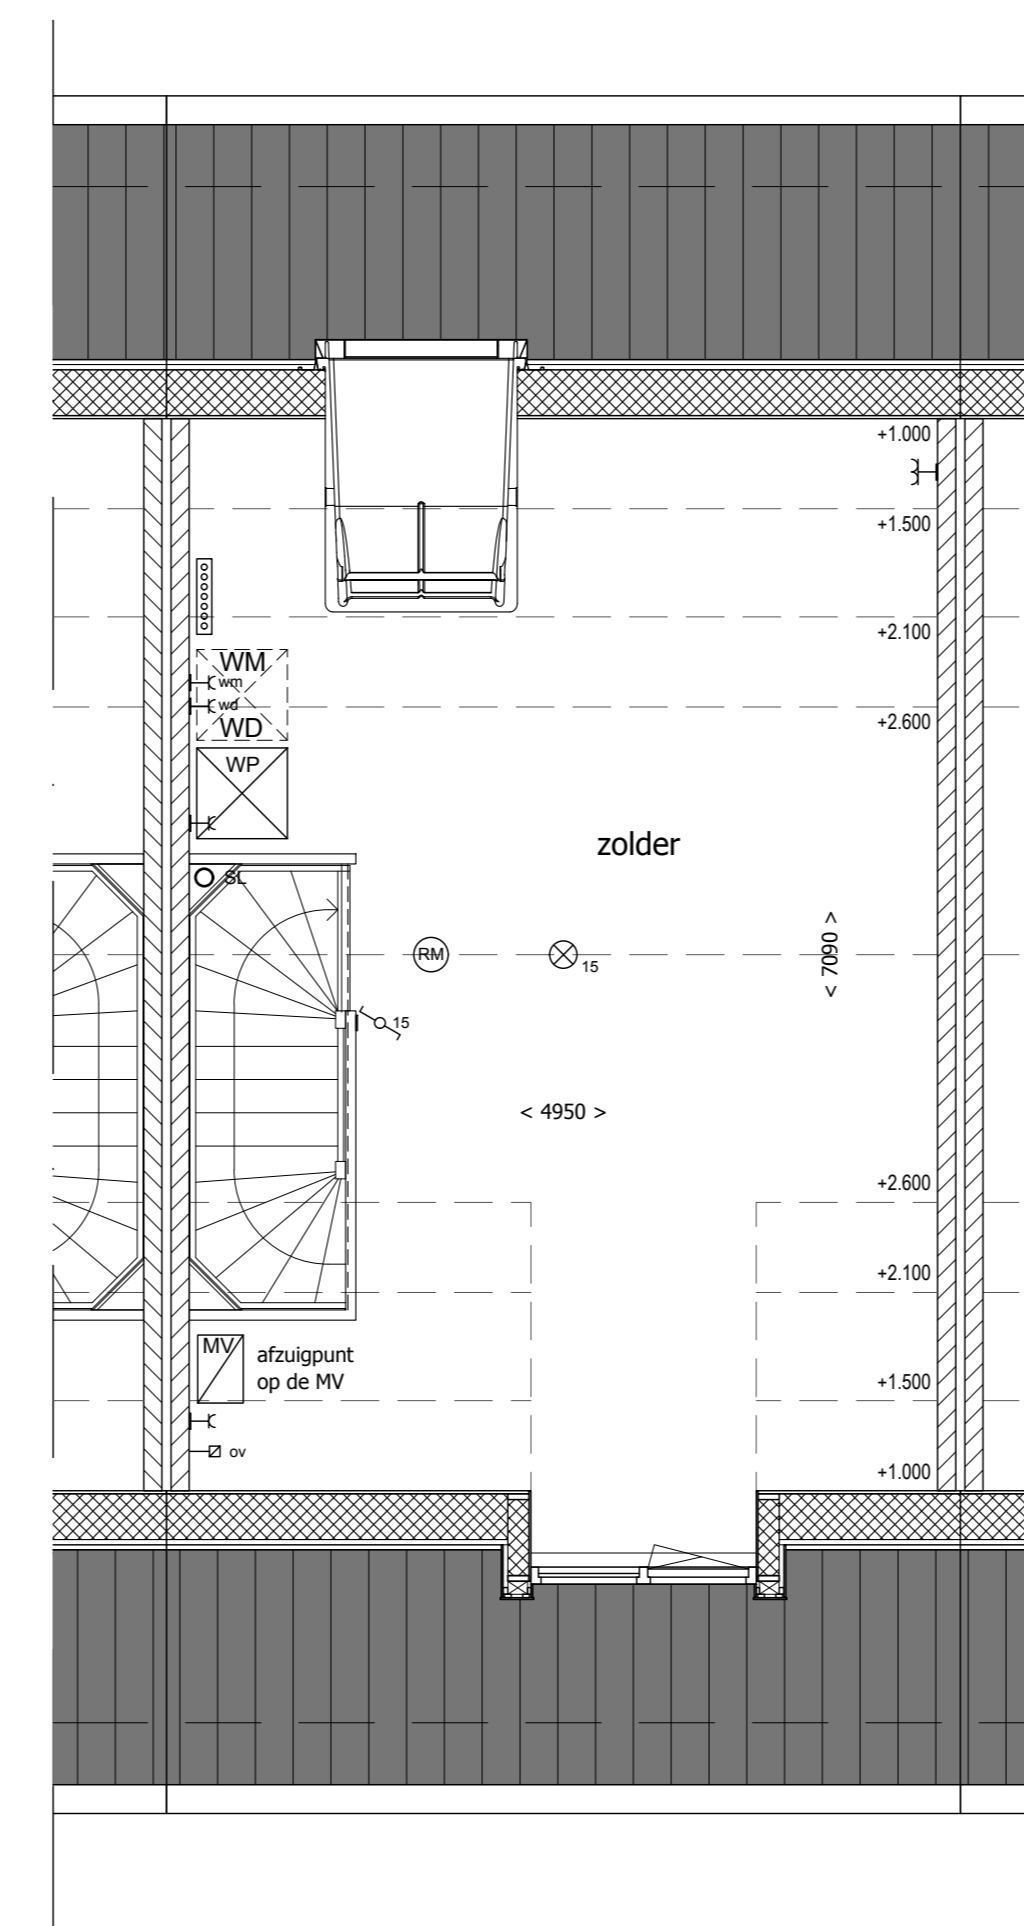 +1.000
+1.500
+2.100
WM
wm
wd
WD
+2.600
WP
zolder
SL
RM
15
< 7090 >
15
< 4950 >
+2.600
+2.100
MV
afzuigpunt
op de MV
+1.500
ov
+1.000